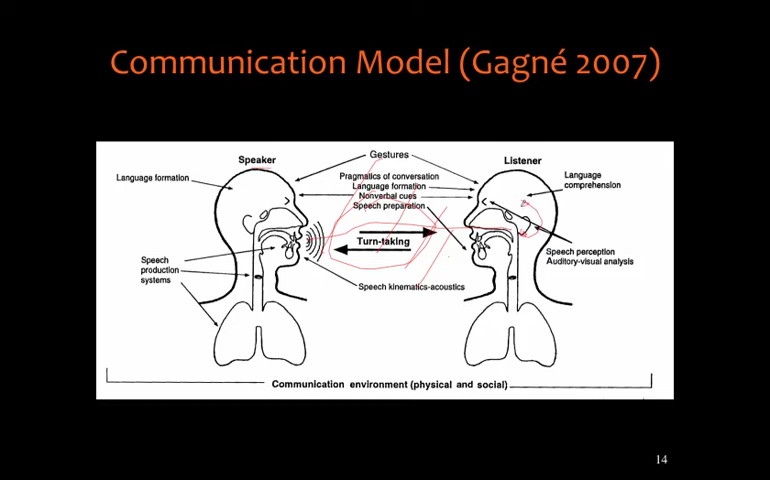 Communication Model (Gagné 2007)
Speaker
Gestures
Listener
Language formation
Pragmatics of conversation
Language formation
Nonverbal cues
Speech preparation
Language
comprehension
Turn-taking
Speech
production
systems
Speech perception
Auditory-visual analysis
Speech kinematics-acoustics
Communication environment (physical and social)
14